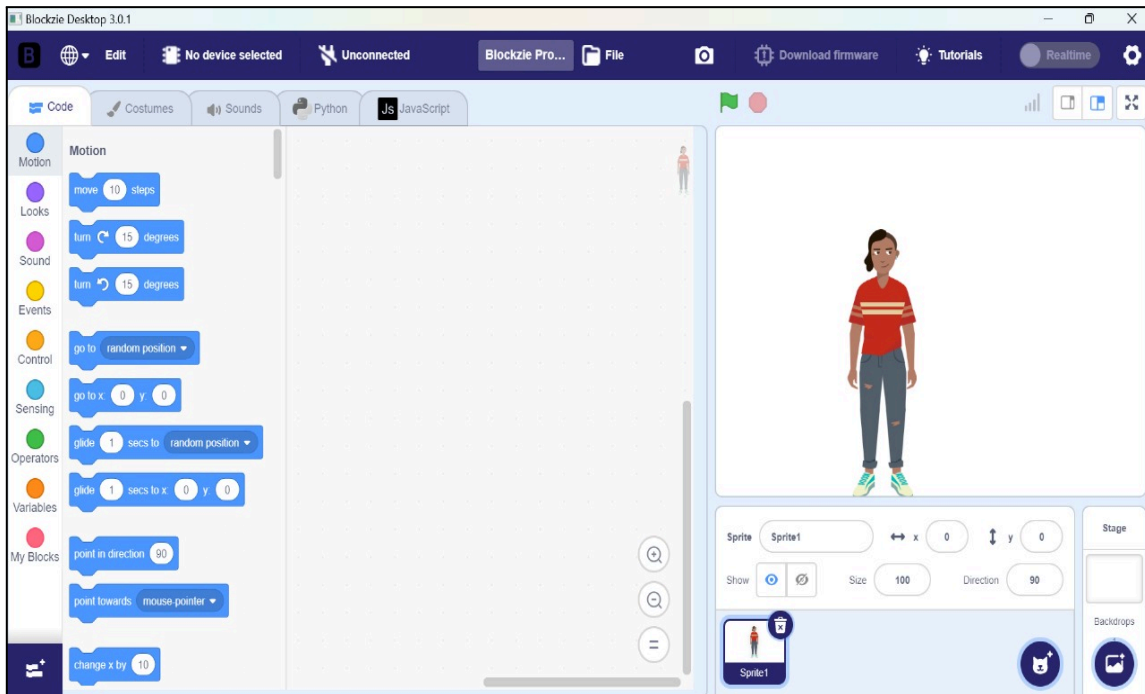 Blockzie Desktop 3.0.1
B Edit No device selected Unconnected Blockzie Pro... File Download firmware Tutorials Realtime
Code Costumes Sounds Python Js JavaScript
Motion
Looks
Sound
Events
Control
Sensing
Operators
Variables
My Blocks
Motion
move 10 steps
turn 15 degrees
turn 15 degrees
go to random position
go to x: 0 y: 0
glide 1 secs to random position
glide 1 secs to x: 0 y: 0
point in direction 90
point towards mouse-pointer
change x by 10
Sprite Sprite1 x 0 y 0
Show Size 100 Direction 90
Sprite1
Stage
Backdrops